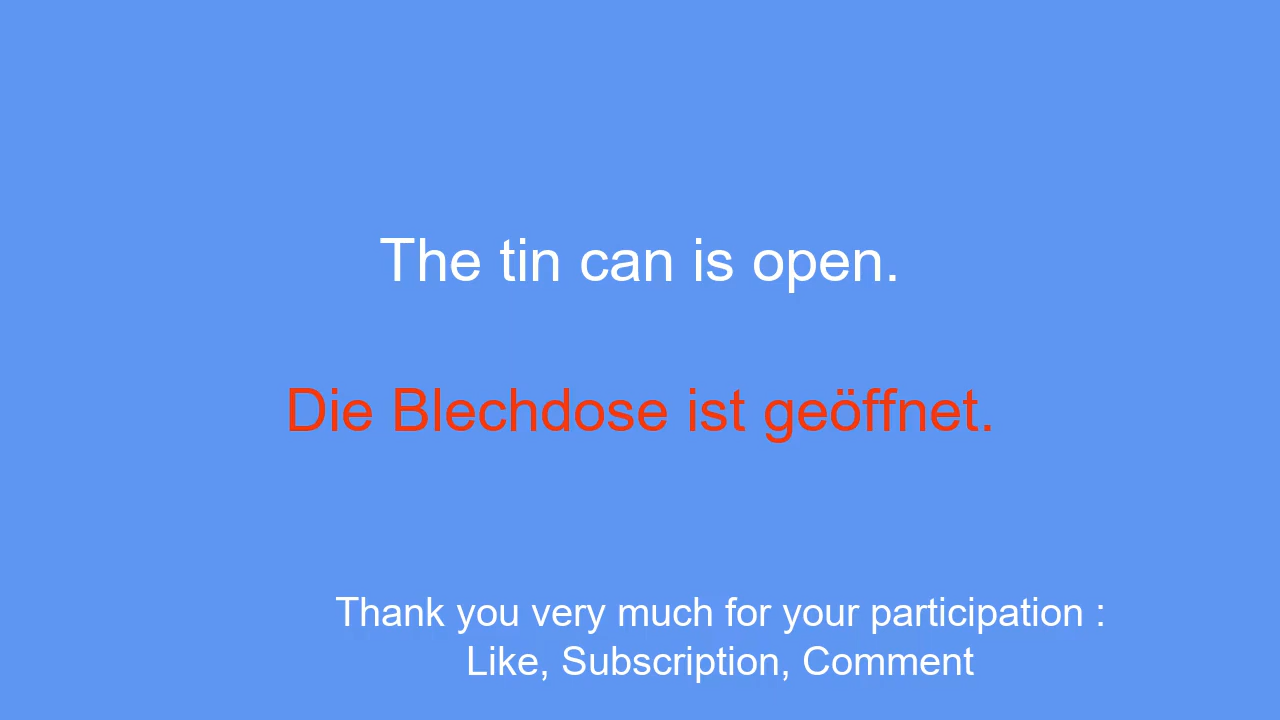 The tin can is open.
Die Blechdose ist geöffnet.
Thank you very much for your participation :
Like, Subscription, Comment